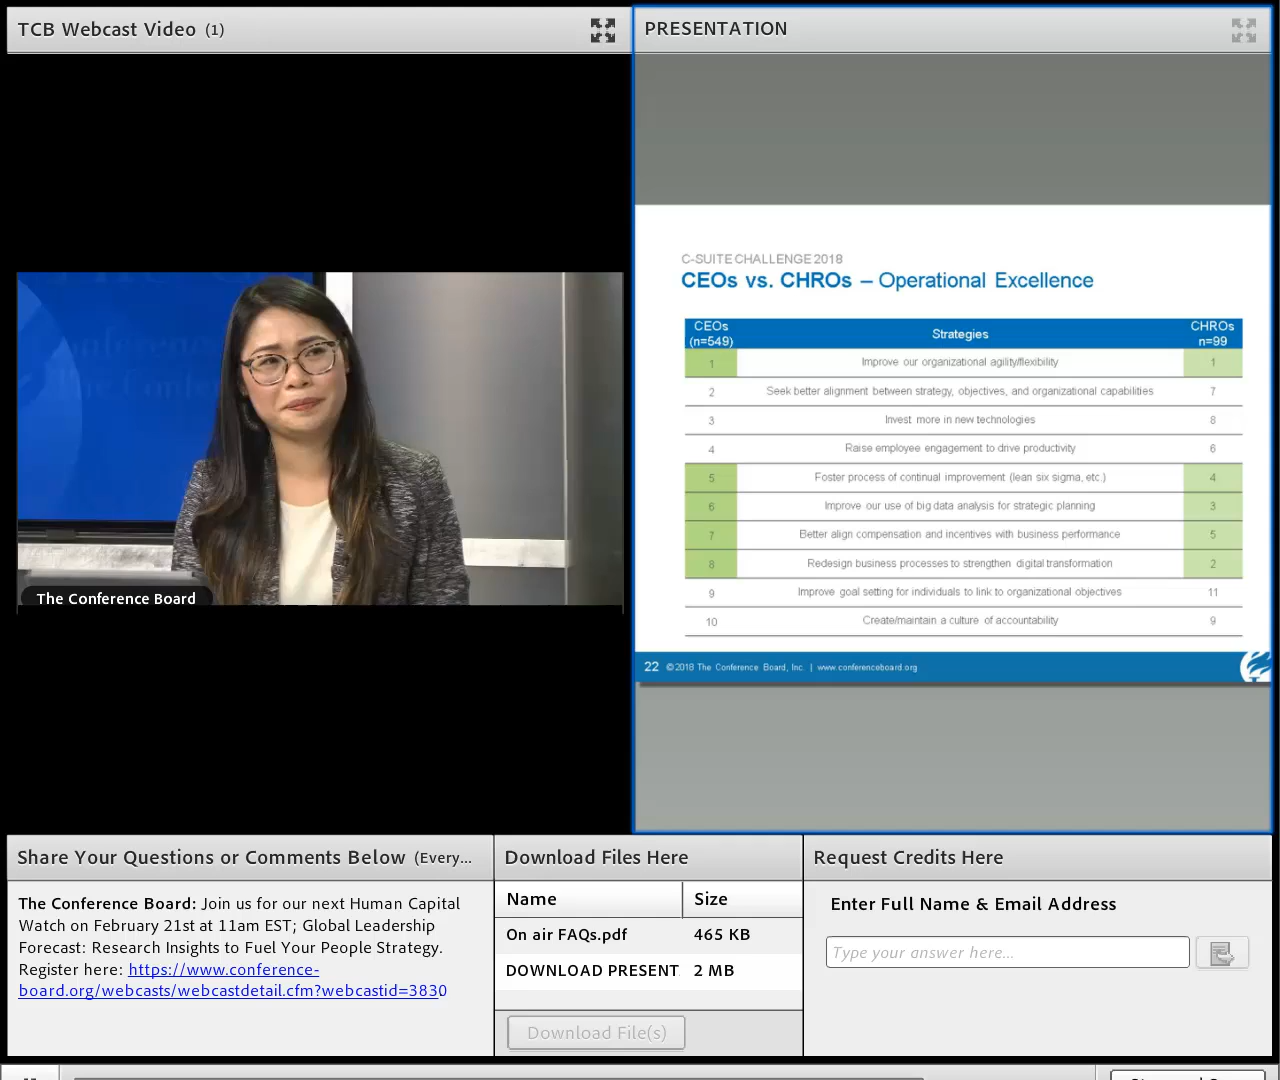 TCB Webcast Video (1)
PRESENTATION
The Conference Board
C-SUITE CHALLENGE 2018
CEOs vs. CHROs – Operational Excellence
CEOs (n=549) Strategies CHROs n=99
1 Improve our organizational agility/flexibility 1
2 Seek better alignment between strategy, objectives, and organizational capabilities 7
3 Invest more in new technologies 8
4 Raise employee engagement to drive productivity 6
5 Foster process of continual improvement (lean six sigma, etc.) 4
6 Improve our use of big data analysis for strategic planning 3
7 Better align compensation and incentives with business performance 5
8 Redesign business processes to strengthen digital transformation 2
9 Improve goal setting for individuals to link to organizational objectives 11
10 Create/maintain a culture of accountability 9
22 © 2018 The Conference Board, Inc. | www.conferenceboard.org
Share Your Questions or Comments Below (Every...
The Conference Board: Join us for our next Human Capital
Watch on February 21st at 11am EST; Global Leadership
Forecast: Research Insights to Fuel Your People Strategy.
Register here: https://www.conference-
board.org/webcasts/webcastdetail.cfm?webcastid=3830
Download Files Here
Name Size
On air FAQs.pdf 465 KB
DOWNLOAD PRESENT 2 MB
Download File(s)
Request Credits Here
Enter Full Name & Email Address
Type your answer here...